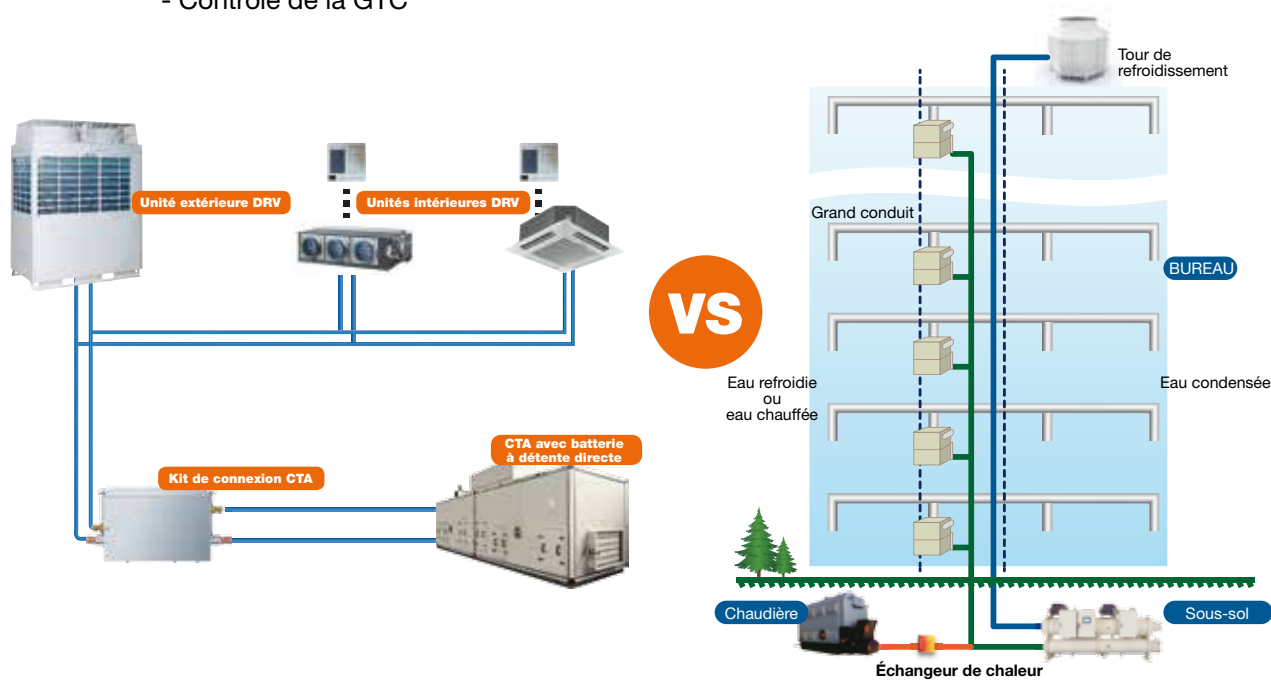 - Contrôle de la GTC
Unité extérieure DRV
Unités intérieures DRV
Kit de connexion CTA
CTA avec batterie
à détente directe
VS
Tour de
refroidissement
Grand conduit
BUREAU
Eau refroidie
ou
eau chauffée
Eau condensée
Chaudière
Sous-sol
Échangeur de chaleur